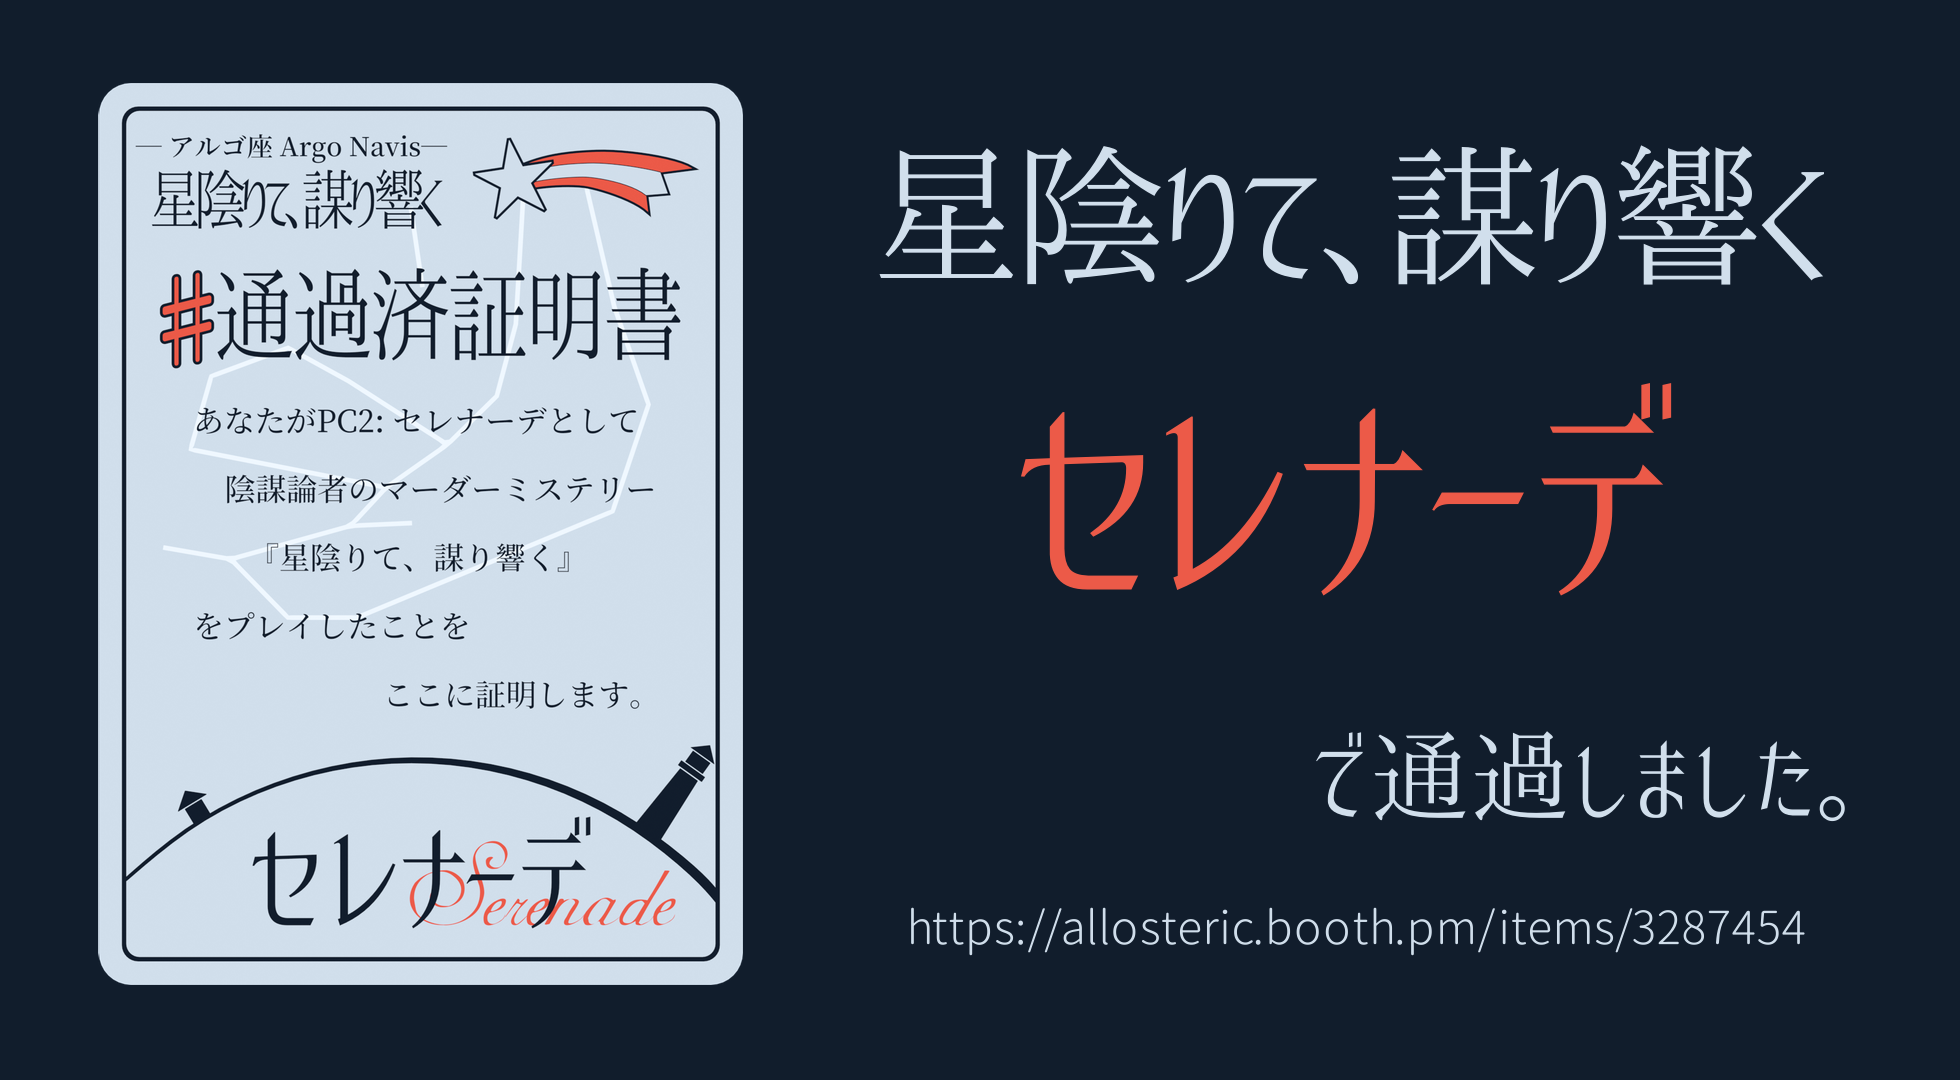 ― アルゴ座 Argo Navis―
星陰りて、謀り響く
#通過済証明書
あなたがPC2: セレナーデとして
陰謀論者のマーダーミステリー
『星陰りて、謀り響く』
をプレイしたことを
ここに証明します。
セレナーデ
Serenade
星陰りて、謀り響く
セレナーデ
で通過しました。
https://allosteric.booth.pm/items/3287454